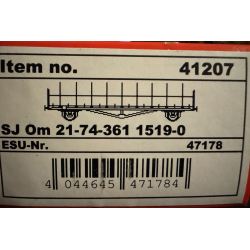 Item no. 41207
SJ Om 21-74-361 1519-0
ESU-Nr. 47178
4 044645 471784